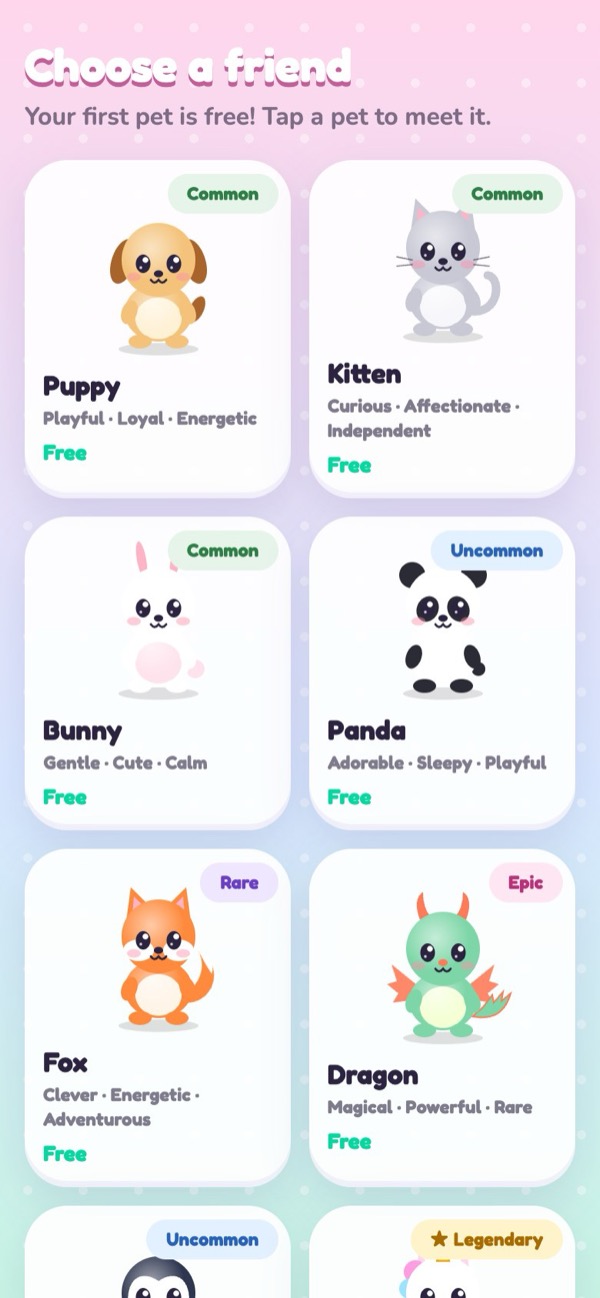 Choose a friend
Your first pet is free! Tap a pet to meet it.
Common
Puppy
Playful · Loyal · Energetic
Free
Common
Kitten
Curious · Affectionate ·
Independent
Free
Common
Bunny
Gentle · Cute · Calm
Free
Uncommon
Panda
Adorable · Sleepy · Playful
Free
Rare
Fox
Clever · Energetic ·
Adventurous
Free
Epic
Dragon
Magical · Powerful · Rare
Free
Uncommon
★ Legendary